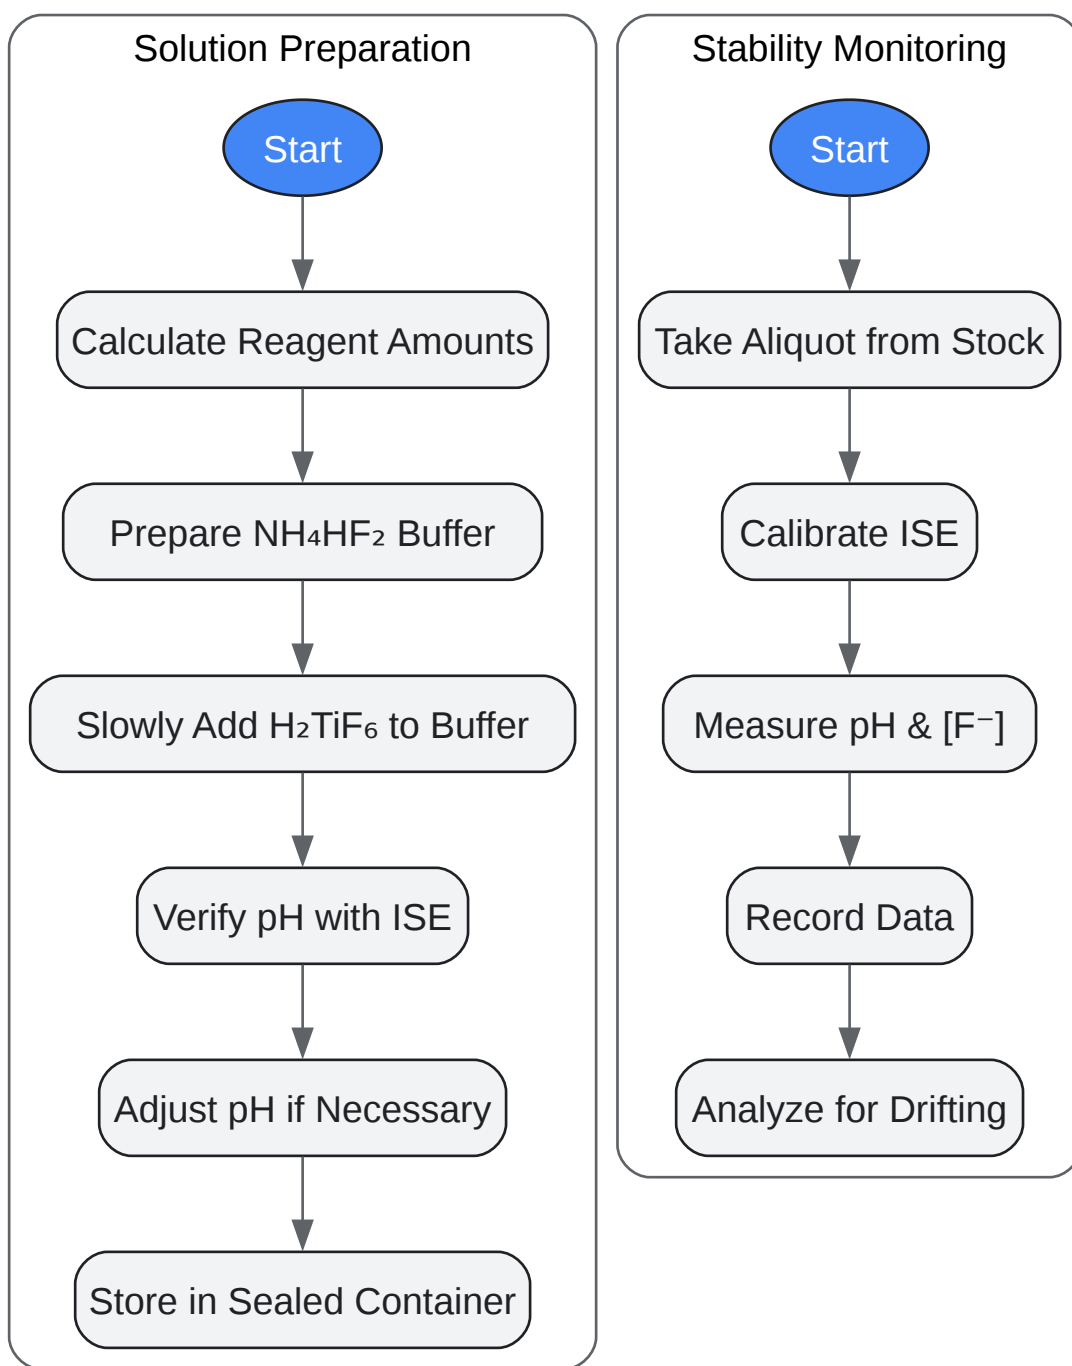 Solution Preparation
Start
Calculate Reagent Amounts
Prepare NH₄HF₂ Buffer
Slowly Add H₂TiF₆ to Buffer
Verify pH with ISE
Adjust pH if Necessary
Store in Sealed Container
Stability Monitoring
Start
Take Aliquot from Stock
Calibrate ISE
Measure pH & [F⁻]
Record Data
Analyze for Drifting